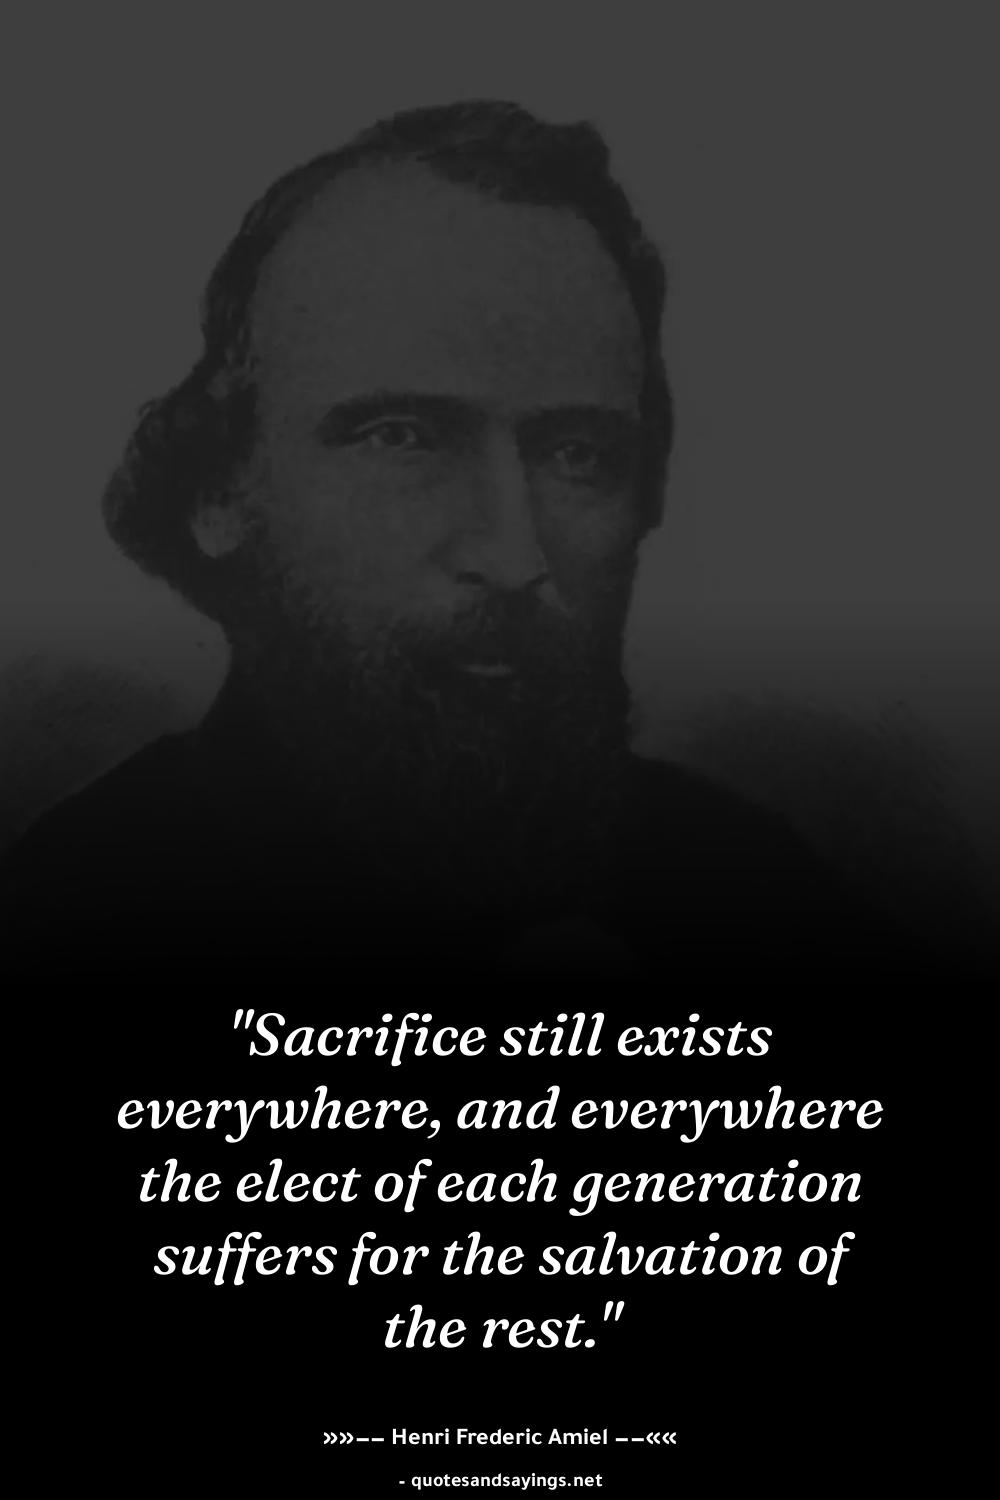 "Sacrifice still exists
everywhere, and everywhere
the elect of each generation
suffers for the salvation of
the rest."
»»−− Henri Frederic Amiel −−««
- quotesandsayings.net